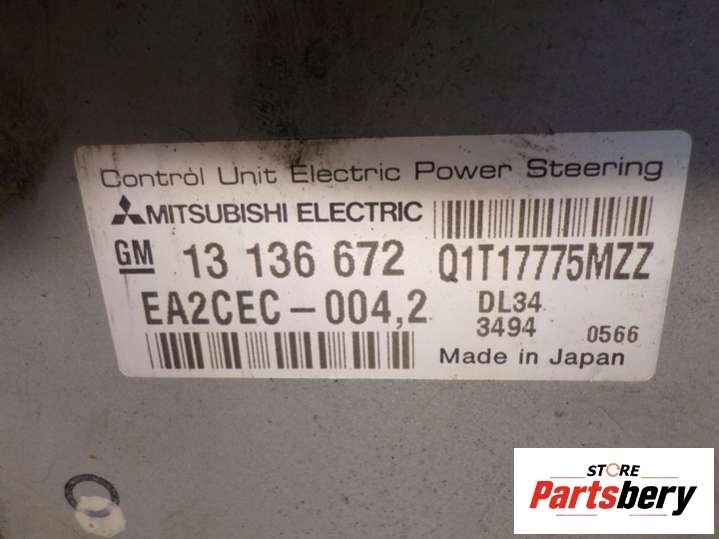 Control Unit Electric Power Steering
MITSUBISHI ELECTRIC
GM 13 136 672 Q1T17775MZZ
EA2CEC-004,2 DL34
3494 0566
Made in Japan
STORE
Partsbery